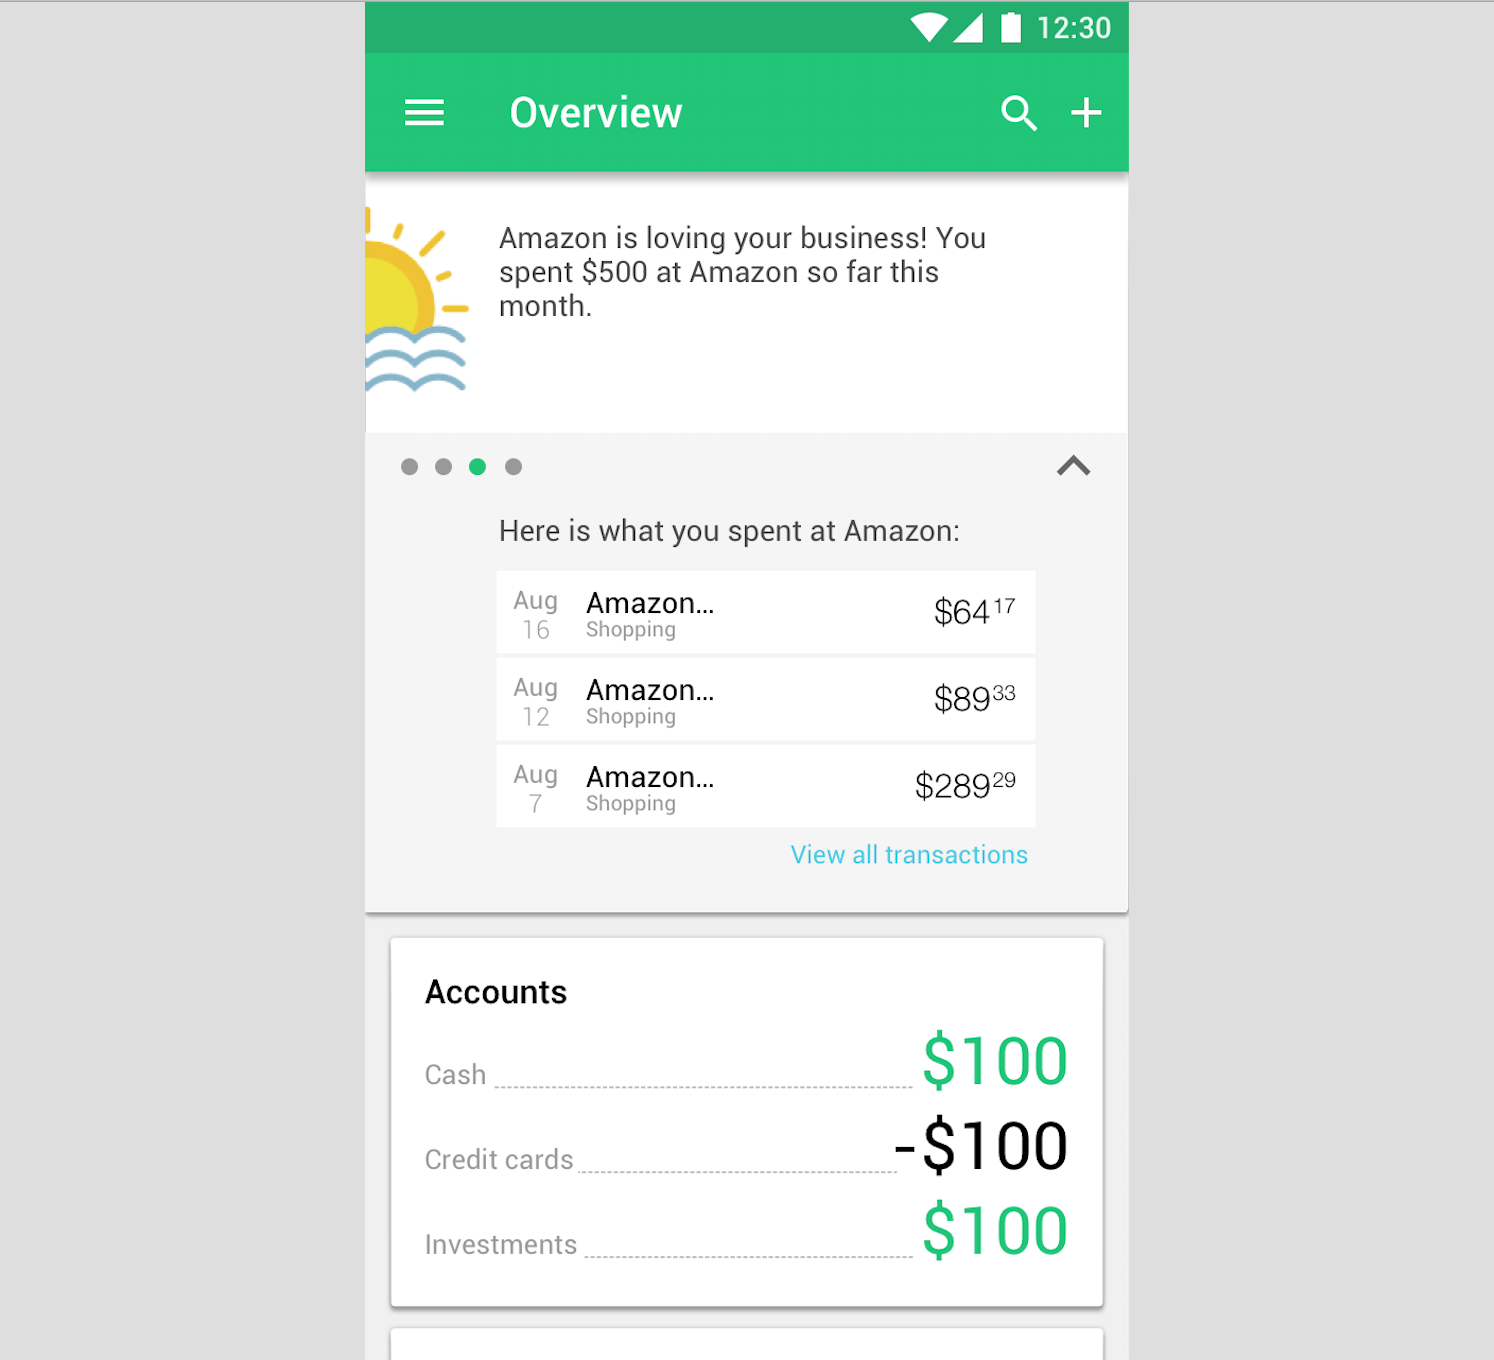 12:30
Overview
Amazon is loving your business! You
spent $500 at Amazon so far this
month.
Here is what you spent at Amazon:
Aug Amazon... $64 17
16 Shopping
Aug Amazon... $89 33
12 Shopping
Aug Amazon... $289 29
7 Shopping
View all transactions
Accounts
Cash $100
Credit cards -$100
Investments $100